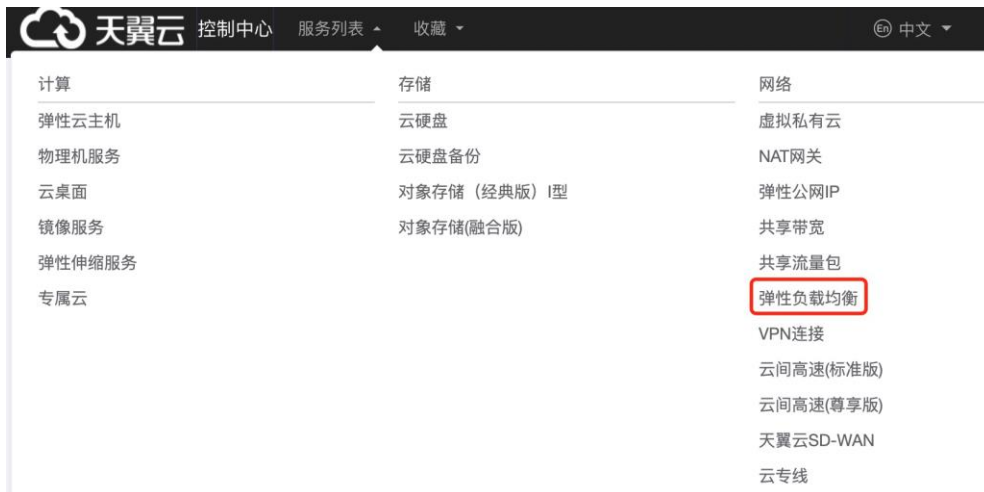 天翼云 控制中心 服务列表 收藏 En 中文
计算
弹性云主机
物理机服务
云桌面
镜像服务
弹性伸缩服务
专属云
存储
云硬盘
云硬盘备份
对象存储（经典版）I型
对象存储(融合版)
网络
虚拟私有云
NAT网关
弹性公网IP
共享带宽
共享流量包
弹性负载均衡
VPN连接
云间高速(标准版)
云间高速(尊享版)
天翼云SD-WAN
云专线